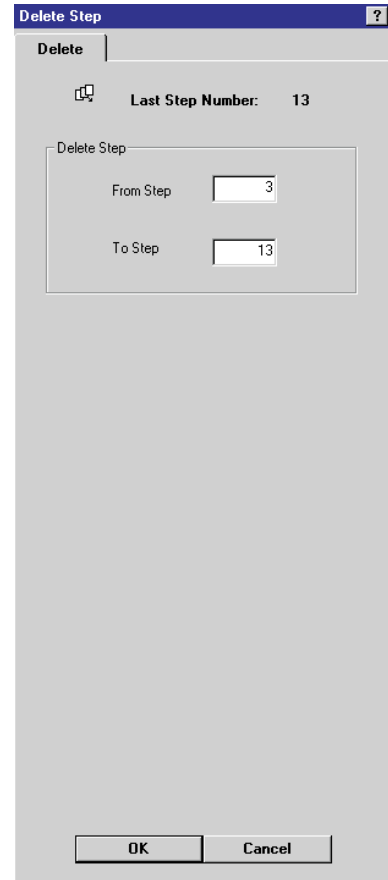 Delete Step ?
Delete
Last Step Number: 13
Delete Step
From Step 3
To Step 13
OK Cancel